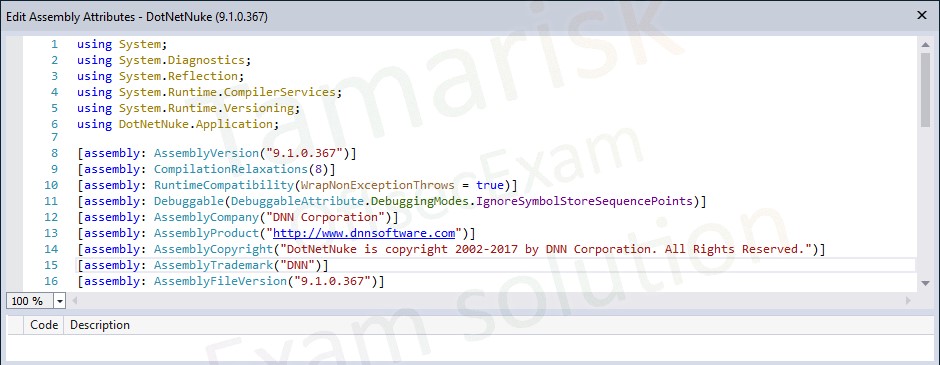 Edit Assembly Attributes - DotNetNuke (9.1.0.367)
1 using System;
2 using System.Diagnostics;
3 using System.Reflection;
4 using System.Runtime.CompilerServices;
5 using System.Runtime.Versioning;
6 using DotNetNuke.Application;
7
8 [assembly: AssemblyVersion("9.1.0.367")]
9 [assembly: CompilationRelaxations(8)]
10 [assembly: RuntimeCompatibility(WrapNonExceptionThrows = true)]
11 [assembly: Debuggable(DebuggableAttribute.DebuggingModes.IgnoreSymbolStoreSequencePoints)]
12 [assembly: AssemblyCompany("DNN Corporation")]
13 [assembly: AssemblyProduct("http://www.dnnsoftware.com")]
14 [assembly: AssemblyCopyright("DotNetNuke is copyright 2002-2017 by DNN Corporation. All Rights Reserved.")]
15 [assembly: AssemblyTrademark("DNN")]
16 [assembly: AssemblyFileVersion("9.1.0.367")]
100 %
Code Description
Tamarisk
Exam
Exam solution